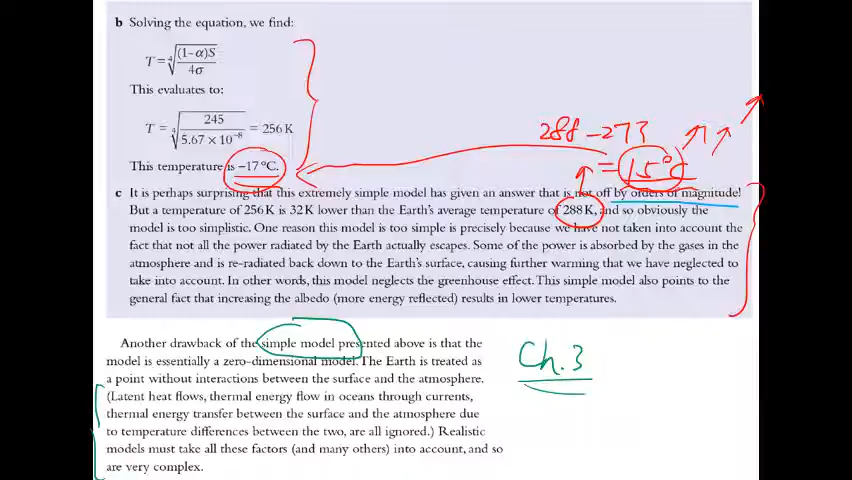 b Solving the equation, we find:
T = ∜((1–α)S / 4σ)
This evaluates to:
T = ∜(245 / 5.67 × 10⁻⁸) = 256 K
288 – 273
This temperature is –17 °C.
= 15°C
c It is perhaps surprising that this extremely simple model has given an answer that is not off by orders of magnitude!
But a temperature of 256 K is 32 K lower than the Earth's average temperature of 288 K, and so obviously the
model is too simplistic. One reason this model is too simple is precisely because we have not taken into account the
fact that not all the power radiated by the Earth actually escapes. Some of the power is absorbed by the gases in the
atmosphere and is re-radiated back down to the Earth's surface, causing further warming that we have neglected to
take into account. In other words, this model neglects the greenhouse effect. This simple model also points to the
general fact that increasing the albedo (more energy reflected) results in lower temperatures.
Another drawback of the simple model presented above is that the
model is essentially a zero-dimensional model. The Earth is treated as
a point without interactions between the surface and the atmosphere.
(Latent heat flows, thermal energy flow in oceans through currents,
thermal energy transfer between the surface and the atmosphere due
to temperature differences between the two, are all ignored.) Realistic
models must take all these factors (and many others) into account, and so
are very complex.
Ch.3